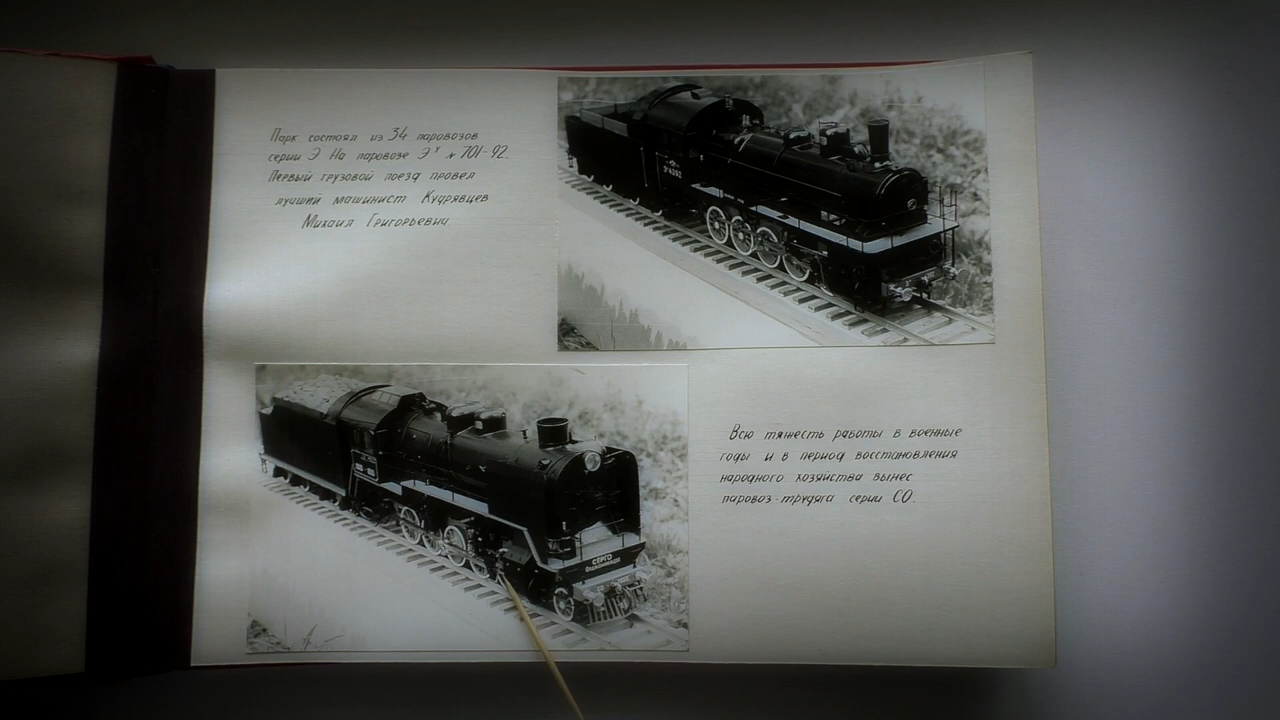 Парк состоял из 34 паровозов
серии Э На паровозе Эу № 701-92.
Первый грузовой поезд провел
лучший машинист Кудрявцев
Михаил Григорьевич.
Всю тяжесть работы в военные
годы и в период восстановления
народного хозяйства вынес
паровоз-трудяга серии СО.
СЕРГО
Орджоникидзе